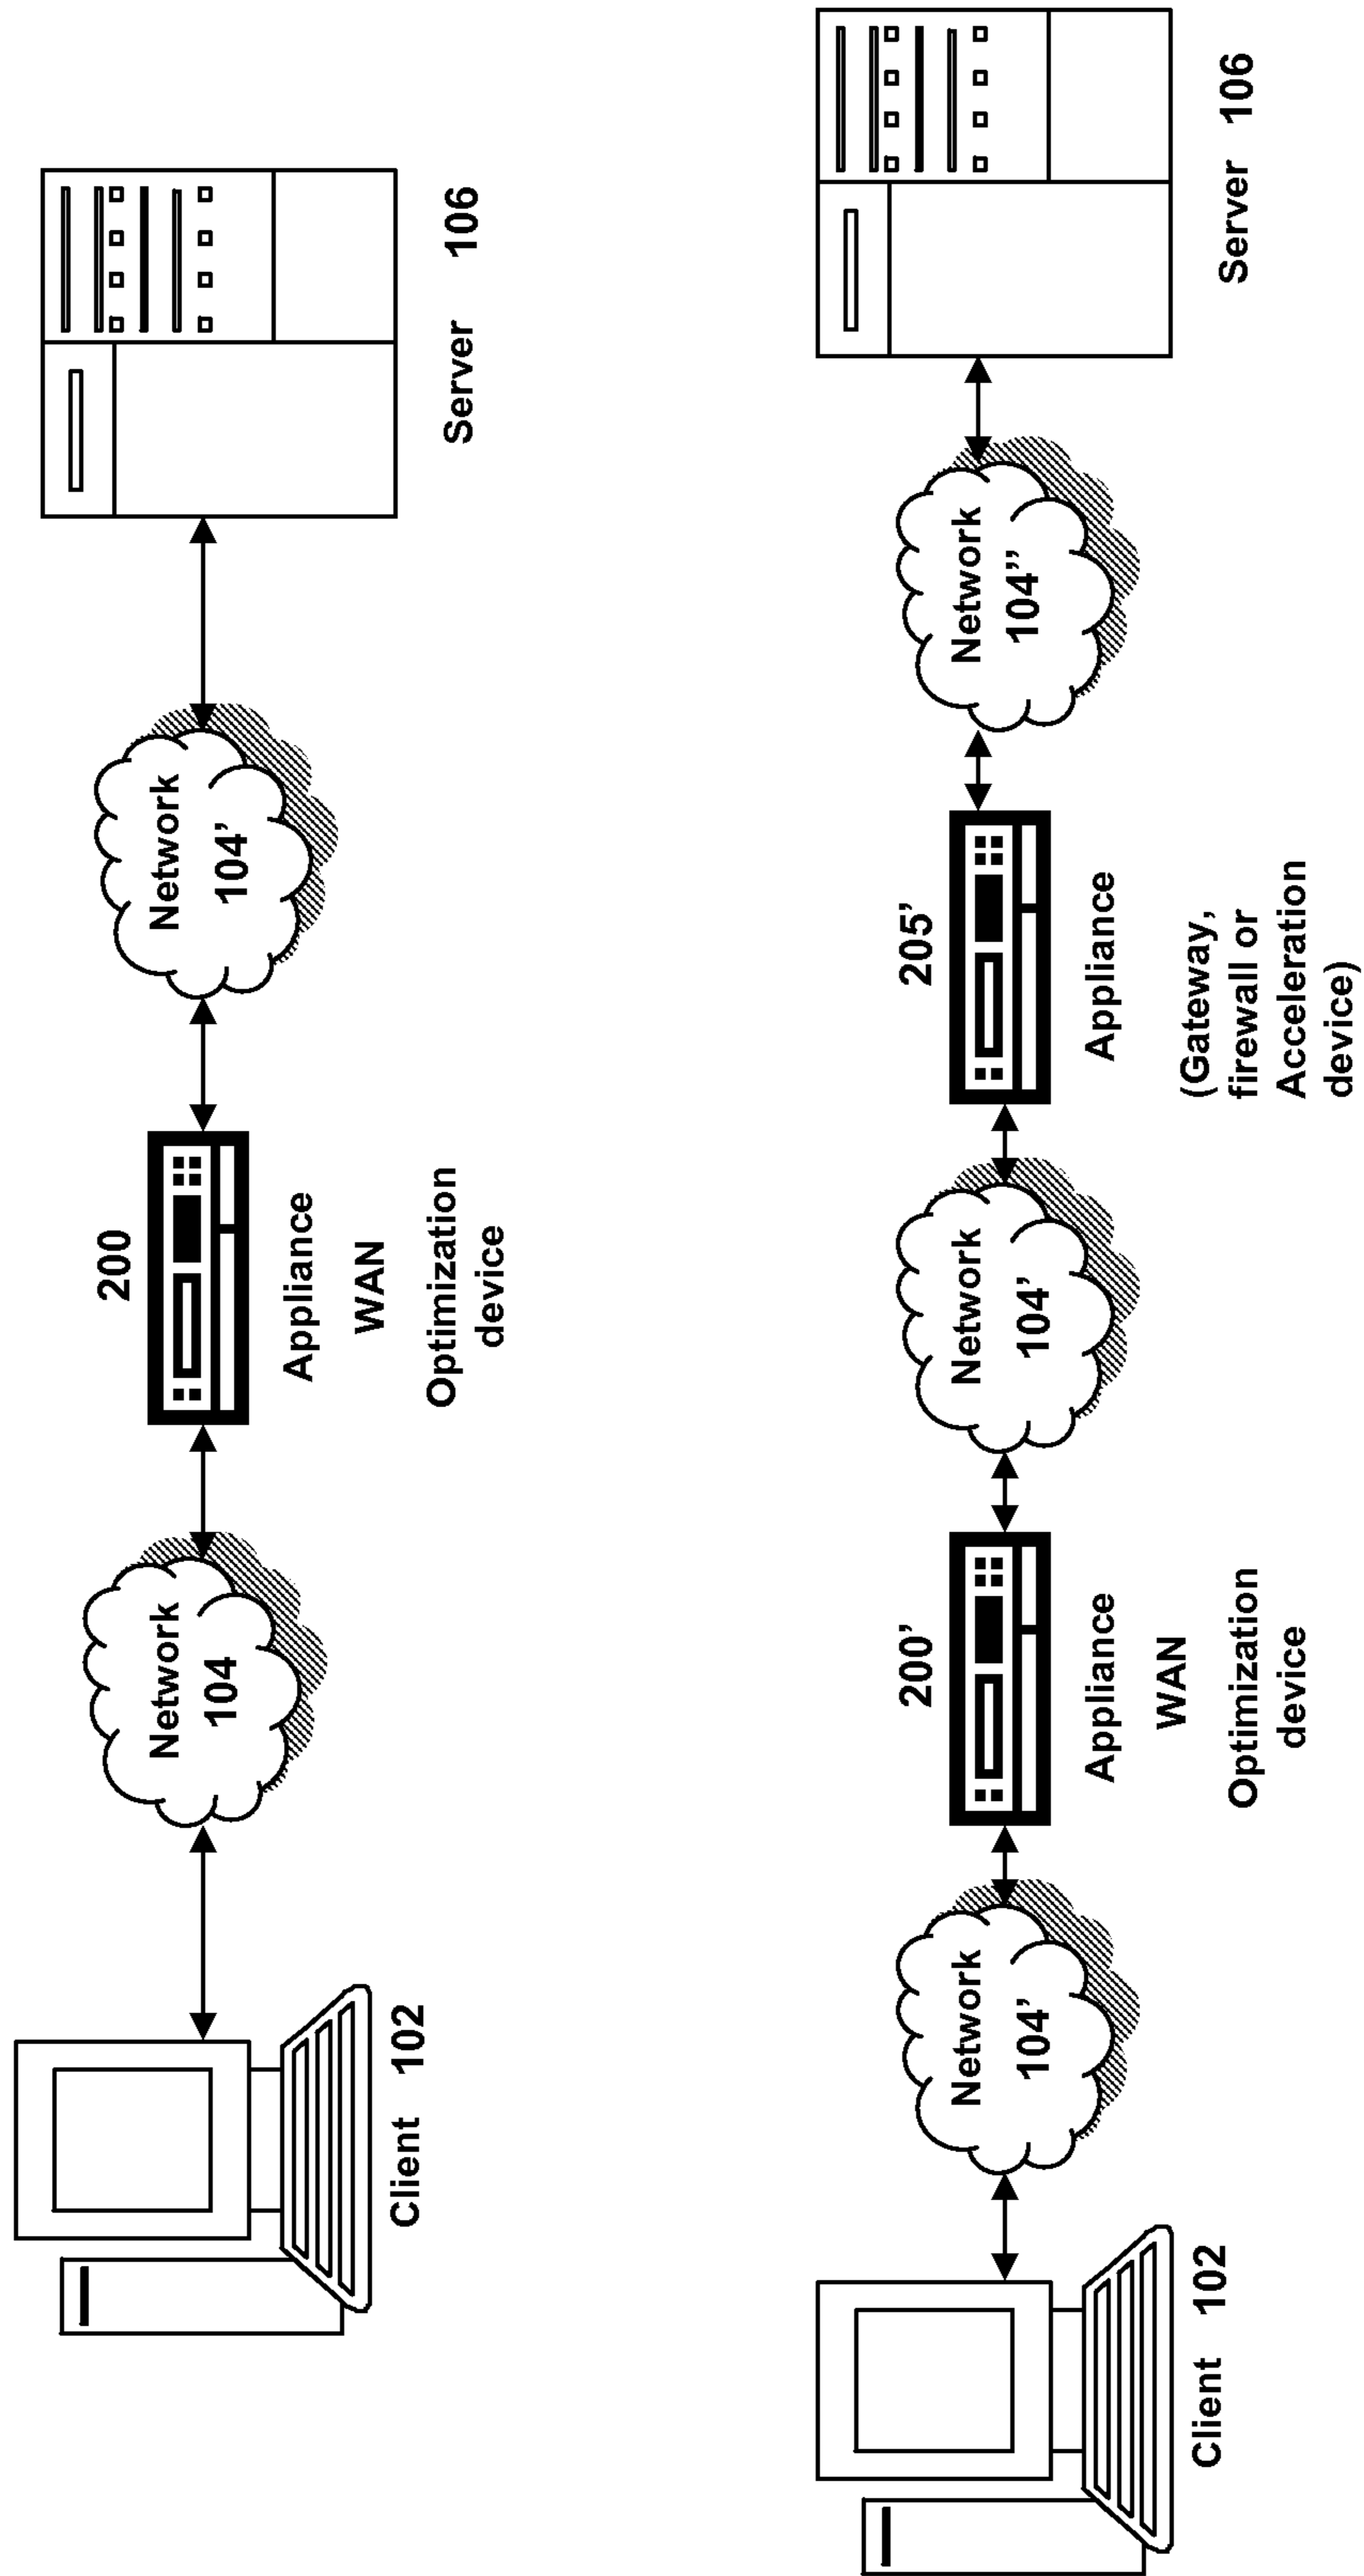 Client 102
Network
104
200
Appliance
WAN
Optimization
device
Network
104'
Server 106
Client 102
Network
104'
200'
Appliance
WAN
Optimization
device
Network
104'
205'
Appliance
(Gateway,
firewall or
Acceleration
device)
Network
104"
Server 106